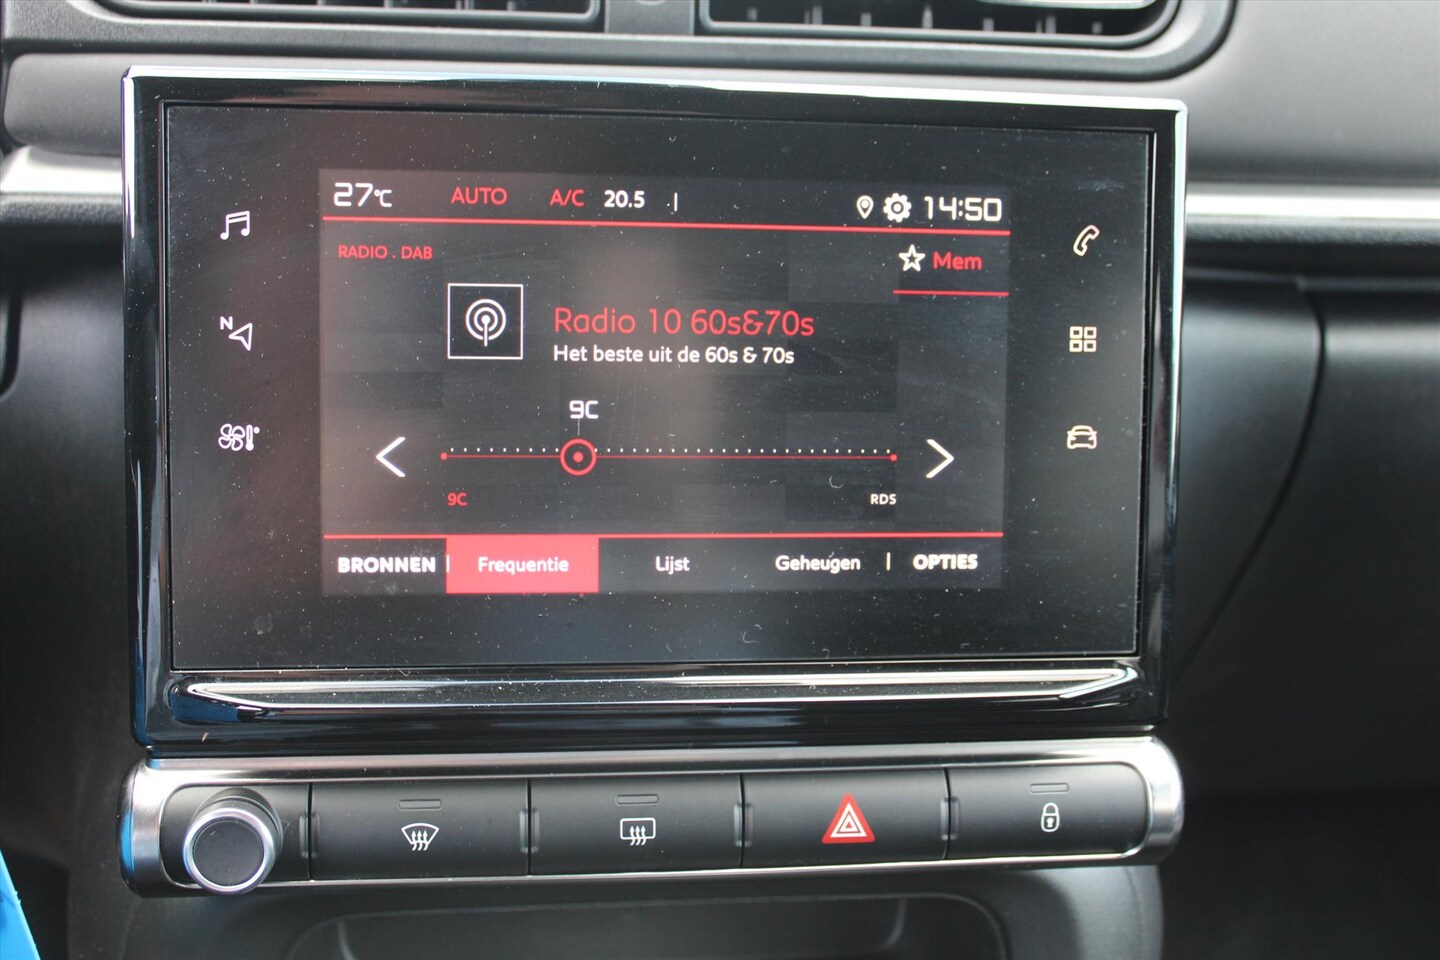 27°C AUTO A/C 20.5 14:50
RADIO . DAB
Mem
Radio 10 60s&70s
Het beste uit de 60s & 70s
9C
9C RDS
BRONNEN Frequentie Lijst Geheugen OPTIES
N